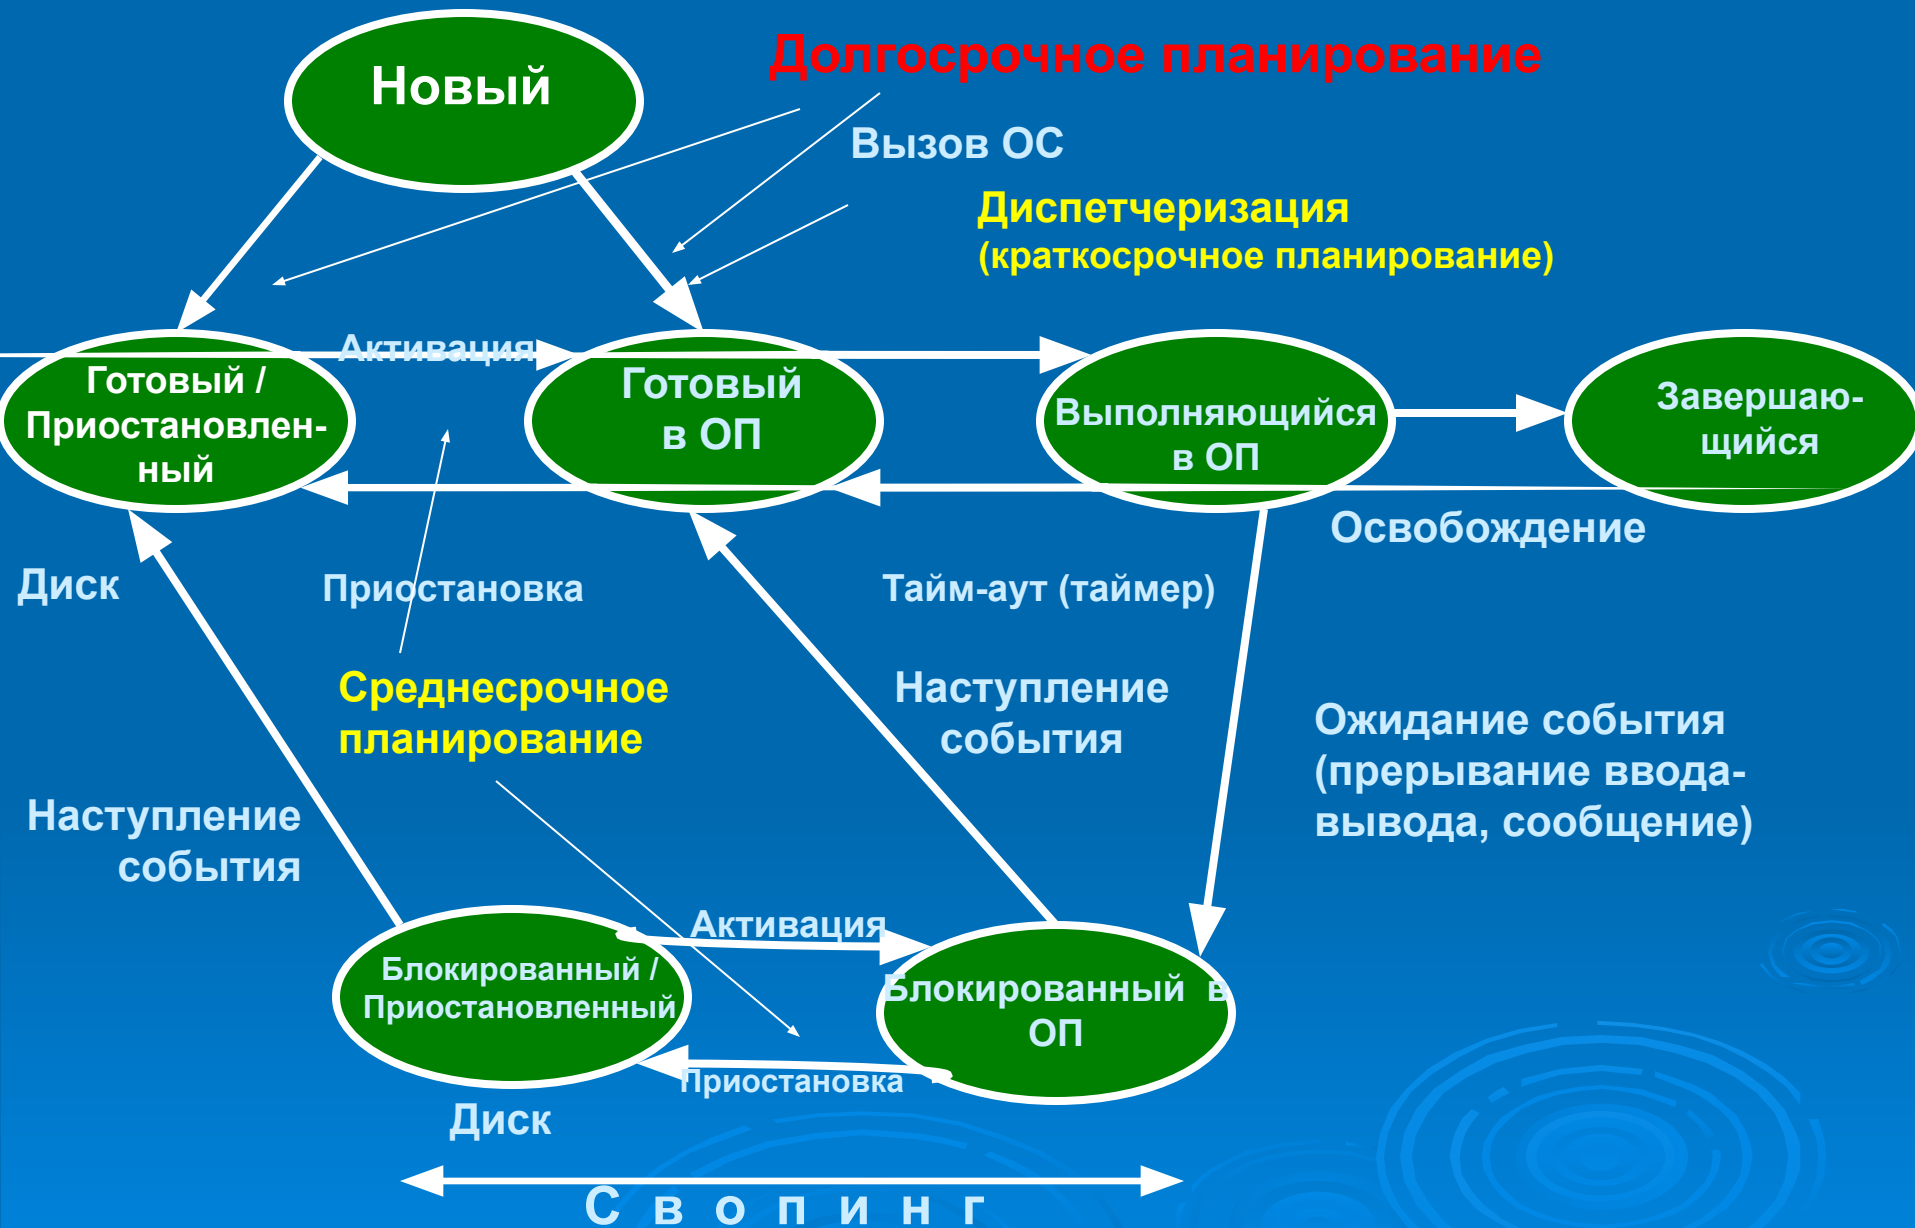 Новый
Долгосрочное планирование
Вызов ОС
Диспетчеризация
(краткосрочное планирование)
Активация
Готовый /
Приостановлен-
ный
Готовый
в ОП
Выполняющийся
в ОП
Завершаю-
щийся
Освобождение
Диск
Приостановка
Тайм-аут (таймер)
Среднесрочное
планирование
Наступление
события
Ожидание события
(прерывание ввода-
вывода, сообщение)
Наступление
события
Активация
Блокированный /
Приостановленный
Блокированный в
ОП
Приостановка
Диск
С в о п и н г